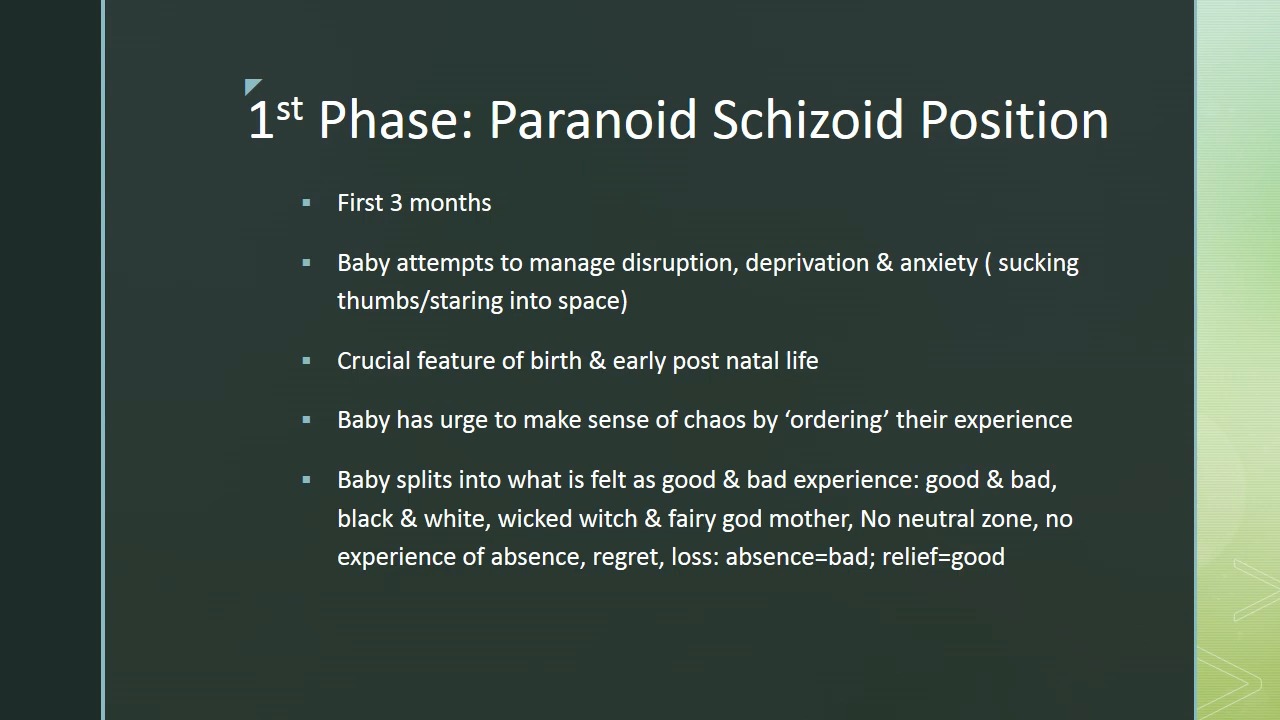 1st Phase: Paranoid Schizoid Position
▪ First 3 months
▪ Baby attempts to manage disruption, deprivation & anxiety ( sucking
thumbs/staring into space)
▪ Crucial feature of birth & early post natal life
▪ Baby has urge to make sense of chaos by ‘ordering’ their experience
▪ Baby splits into what is felt as good & bad experience: good & bad,
black & white, wicked witch & fairy god mother, No neutral zone, no
experience of absence, regret, loss: absence=bad; relief=good